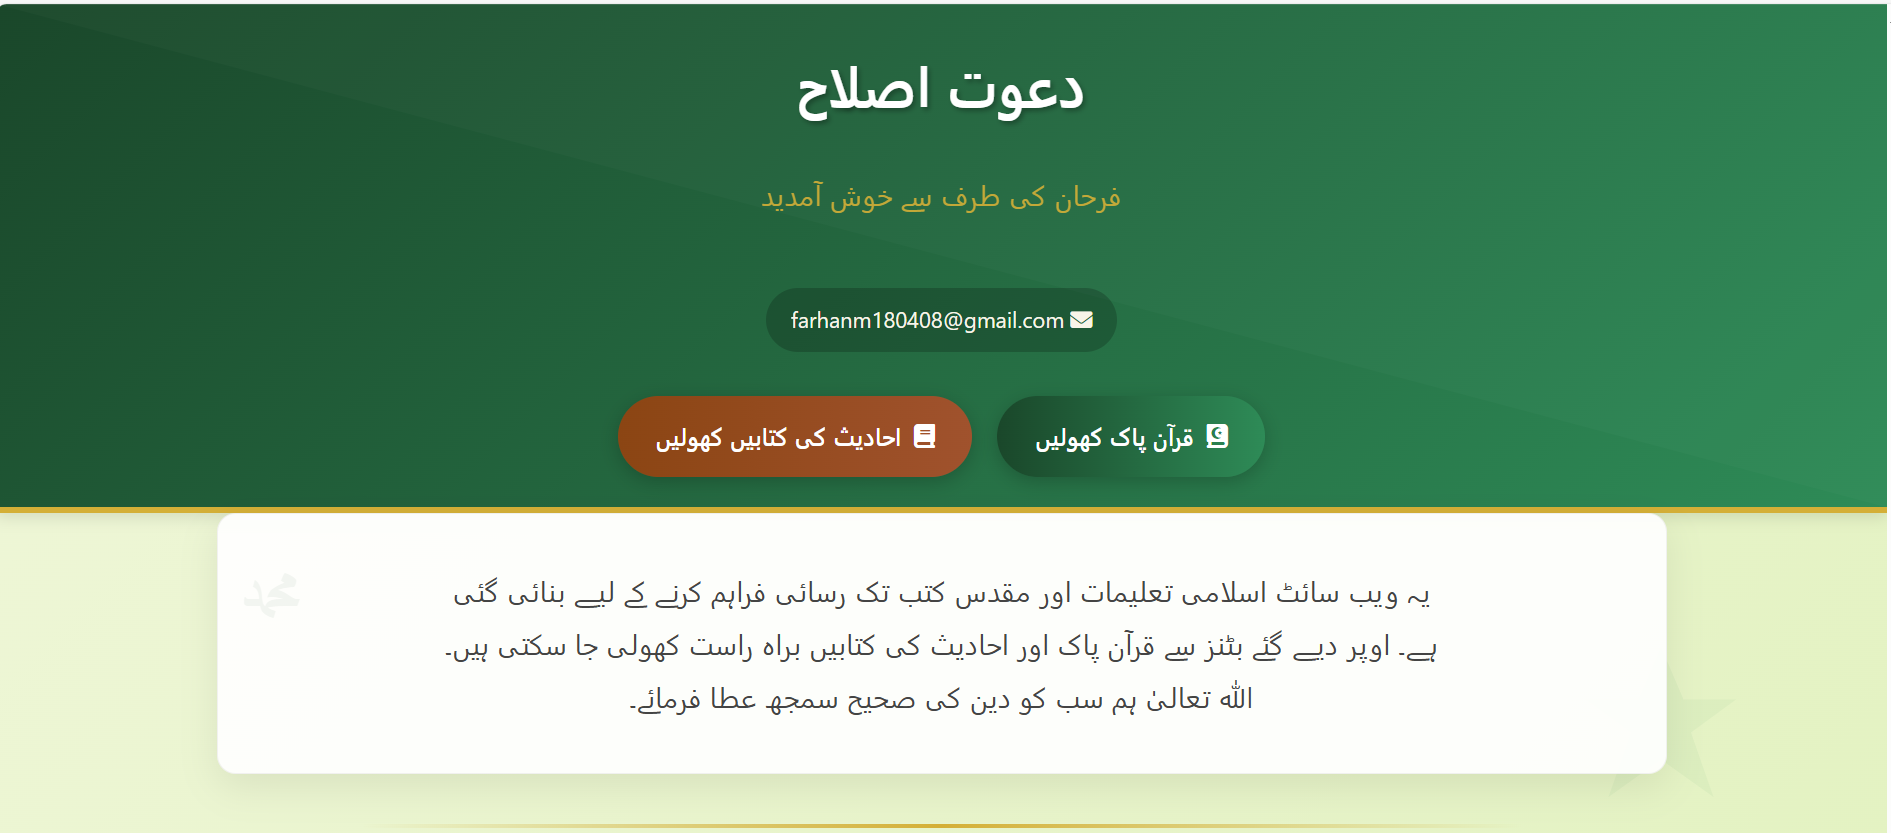 دعوت اصلاح
فرحان کی طرف سے خوش آمدید
farhanm180408@gmail.com
قرآن پاک کھولیں
احادیث کی کتابیں کھولیں
یہ ویب سائٹ اسلامی تعلیمات اور مقدس کتب تک رسائی فراہم کرنے کے لیے بنائی گئی
ہے۔ اوپر دیے گئے بٹنز سے قرآن پاک اور احادیث کی کتابیں براہ راست کھولی جا سکتی ہیں۔
اللہ تعالیٰ ہم سب کو دین کی صحیح سمجھ عطا فرمائے۔
محمد